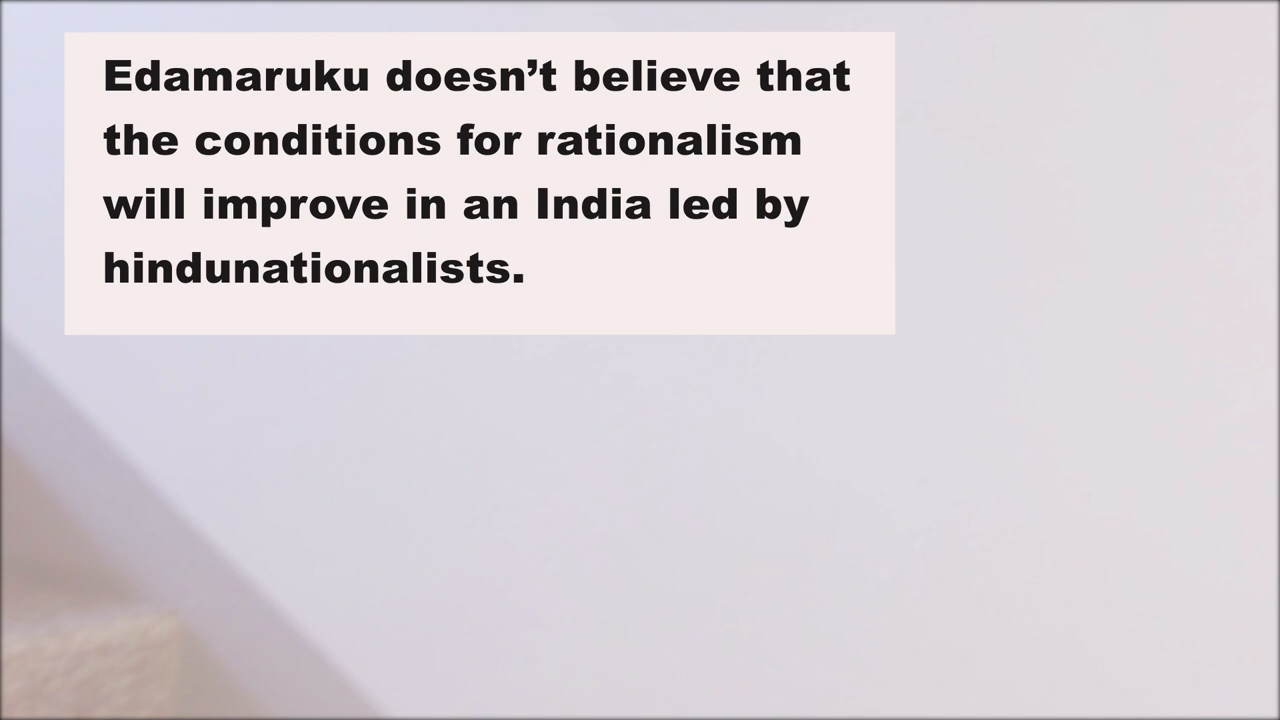 Edamaruku doesn’t believe that
the conditions for rationalism
will improve in an India led by
hindunationalists.